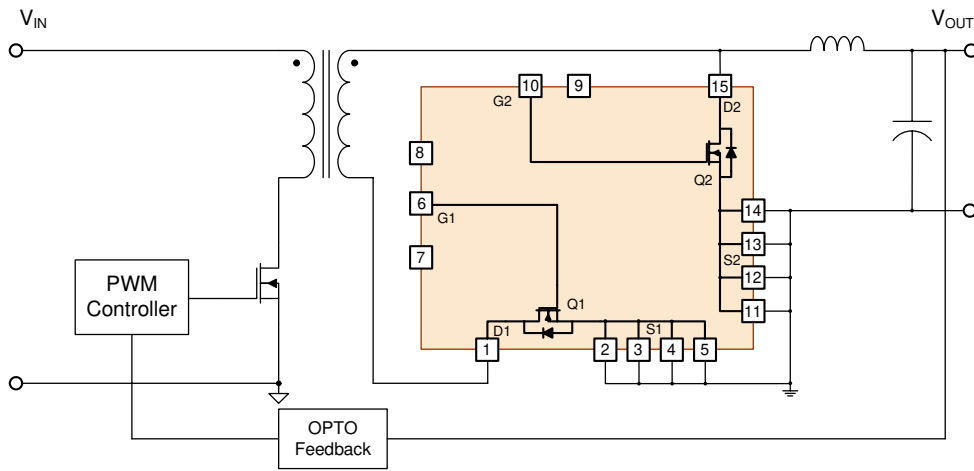 VIN
VOUT
10
9
15
G2
D2
8
Q2
6
14
G1
13
7
S2
12
PWM
Controller
11
Q1
D1
S1
1
2
3
4
5
OPTO
Feedback